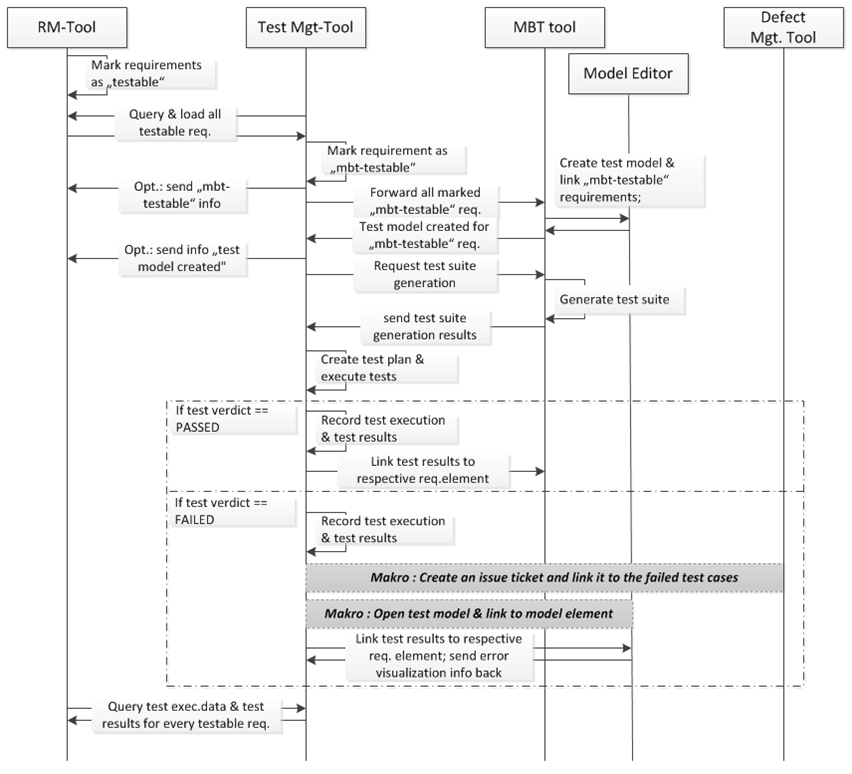 RM-Tool
Test Mgt-Tool
MBT tool
Defect
Mgt. Tool
Model Editor
Mark requirements
as „testable“
Query & load all
testable req.
Mark requirement as
„mbt-testable“
Opt.: send „mbt-
testable“ info
Create test model &
link „mbt-testable“
requirements;
Forward all marked
„mbt-testable“ req.
Test model created for
„mbt-testable“ req.
Opt.: send info „test
model created"
Request test suite
generation
Generate test suite
send test suite
generation results
Create test plan &
execute tests
If test verdict ==
PASSED
Record test execution
& test results
Link test results to
respective req.element
If test verdict ==
FAILED
Record test execution
& test results
Makro : Create an issue ticket and link it to the failed test cases
Makro : Open test model & link to model element
Link test results to respective
req. element; send error
visualization info back
Query test exec.data & test
results for every testable req.